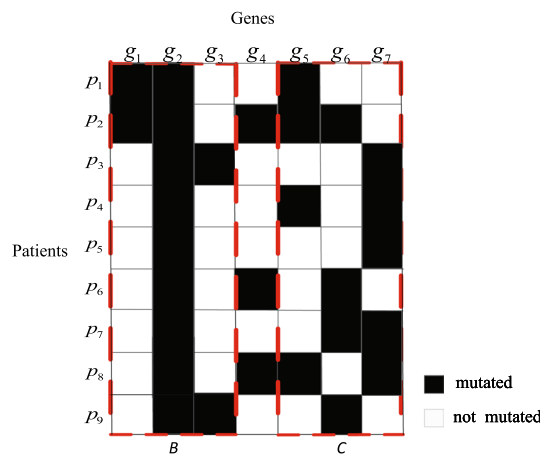 Genes
g1 g2 g3 g4 g5 g6 g7
p1
p2
p3
p4
p5
Patients
p6
p7
p8
p9
mutated
not mutated
B C